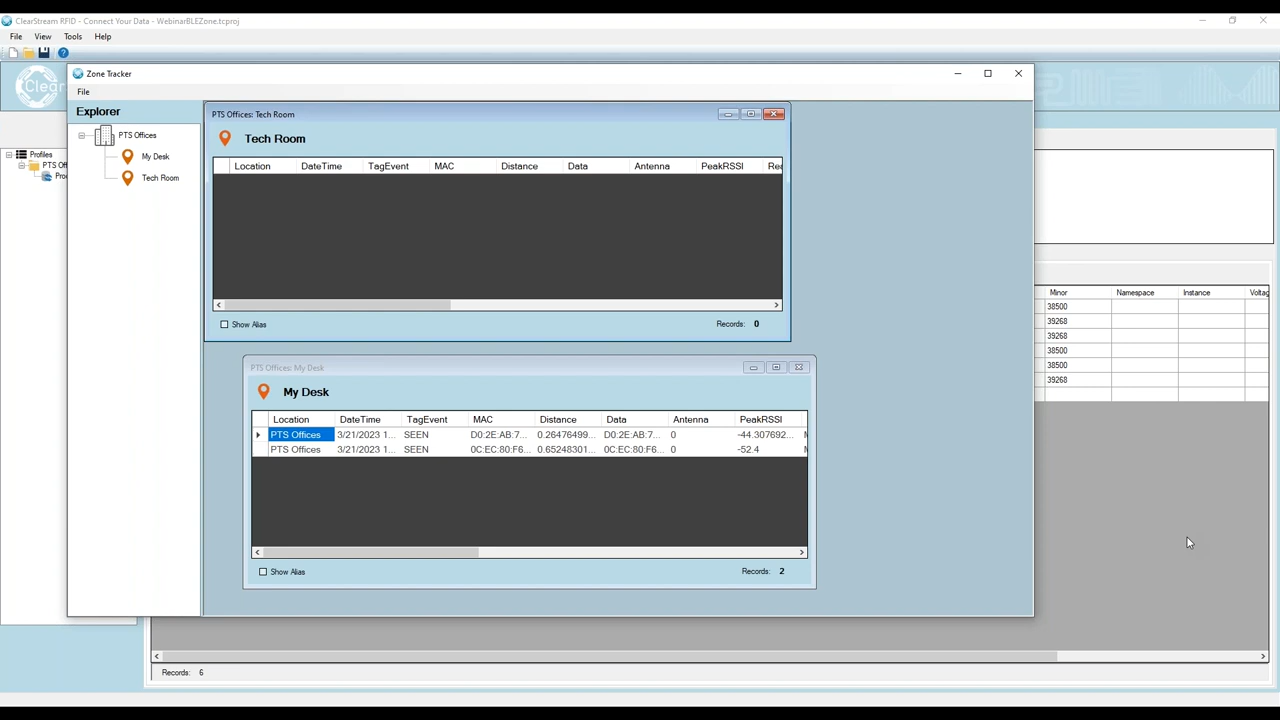 ClearStream RFID - Connect Your Data - WebinarBLEZone.tcproj
File View Tools Help
Zone Tracker
File
Explorer
PTS Offices
My Desk
Tech Room
Profiles
PTS Of
Pro
PTS Offices: Tech Room
Tech Room
Location DateTime TagEvent MAC Distance Data Antenna PeakRSSI Rea
Show Alias Records: 0
PTS Offices: My Desk
My Desk
Location DateTime TagEvent MAC Distance Data Antenna PeakRSSI
PTS Offices 3/21/2023 1... SEEN D0:2E:AB:7... 0.26476499... D0:2E:AB:7... 0 -44.307692...
PTS Offices 3/21/2023 1... SEEN 0C:EC:80:F6... 0.65248301... 0C:EC:80:F6... 0 -52.4
Show Alias Records: 2
Minor Namespace Instance Voltag
38500
39268
39268
38500
38500
39268
Records: 6